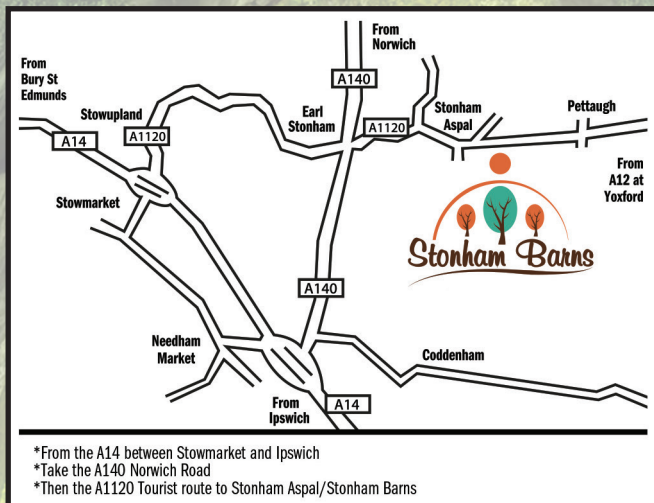 From
Norwich
From
Bury St
Edmunds
A140
Stowupland
Earl
Stonham
Stonham
Aspal
Pettaugh
A1120
A1120
A14
From
A12 at
Yoxford
Stowmarket
Stonham Barns
A140
Needham
Market
Coddenham
From
Ipswich
A14
*From the A14 between Stowmarket and Ipswich
*Take the A140 Norwich Road
*Then the A1120 Tourist route to Stonham Aspal/Stonham Barns